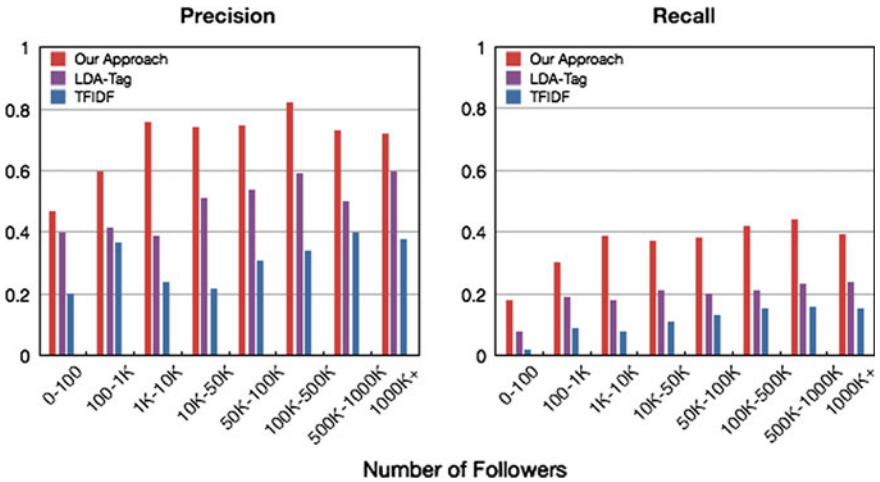 Precision
1
0.8
0.6
0.4
0.2
0
Our Approach
LDA-Tag
TFIDF
0-100
100-1K
1K-10K
10K-50K
50K-100K
100K-500K
500K-1000K
1000K+
Recall
1
0.8
0.6
0.4
0.2
0
Our Approach
LDA-Tag
TFIDF
0-100
100-1K
1K-10K
10K-50K
50K-100K
100K-500K
500K-1000K
1000K+
Number of Followers